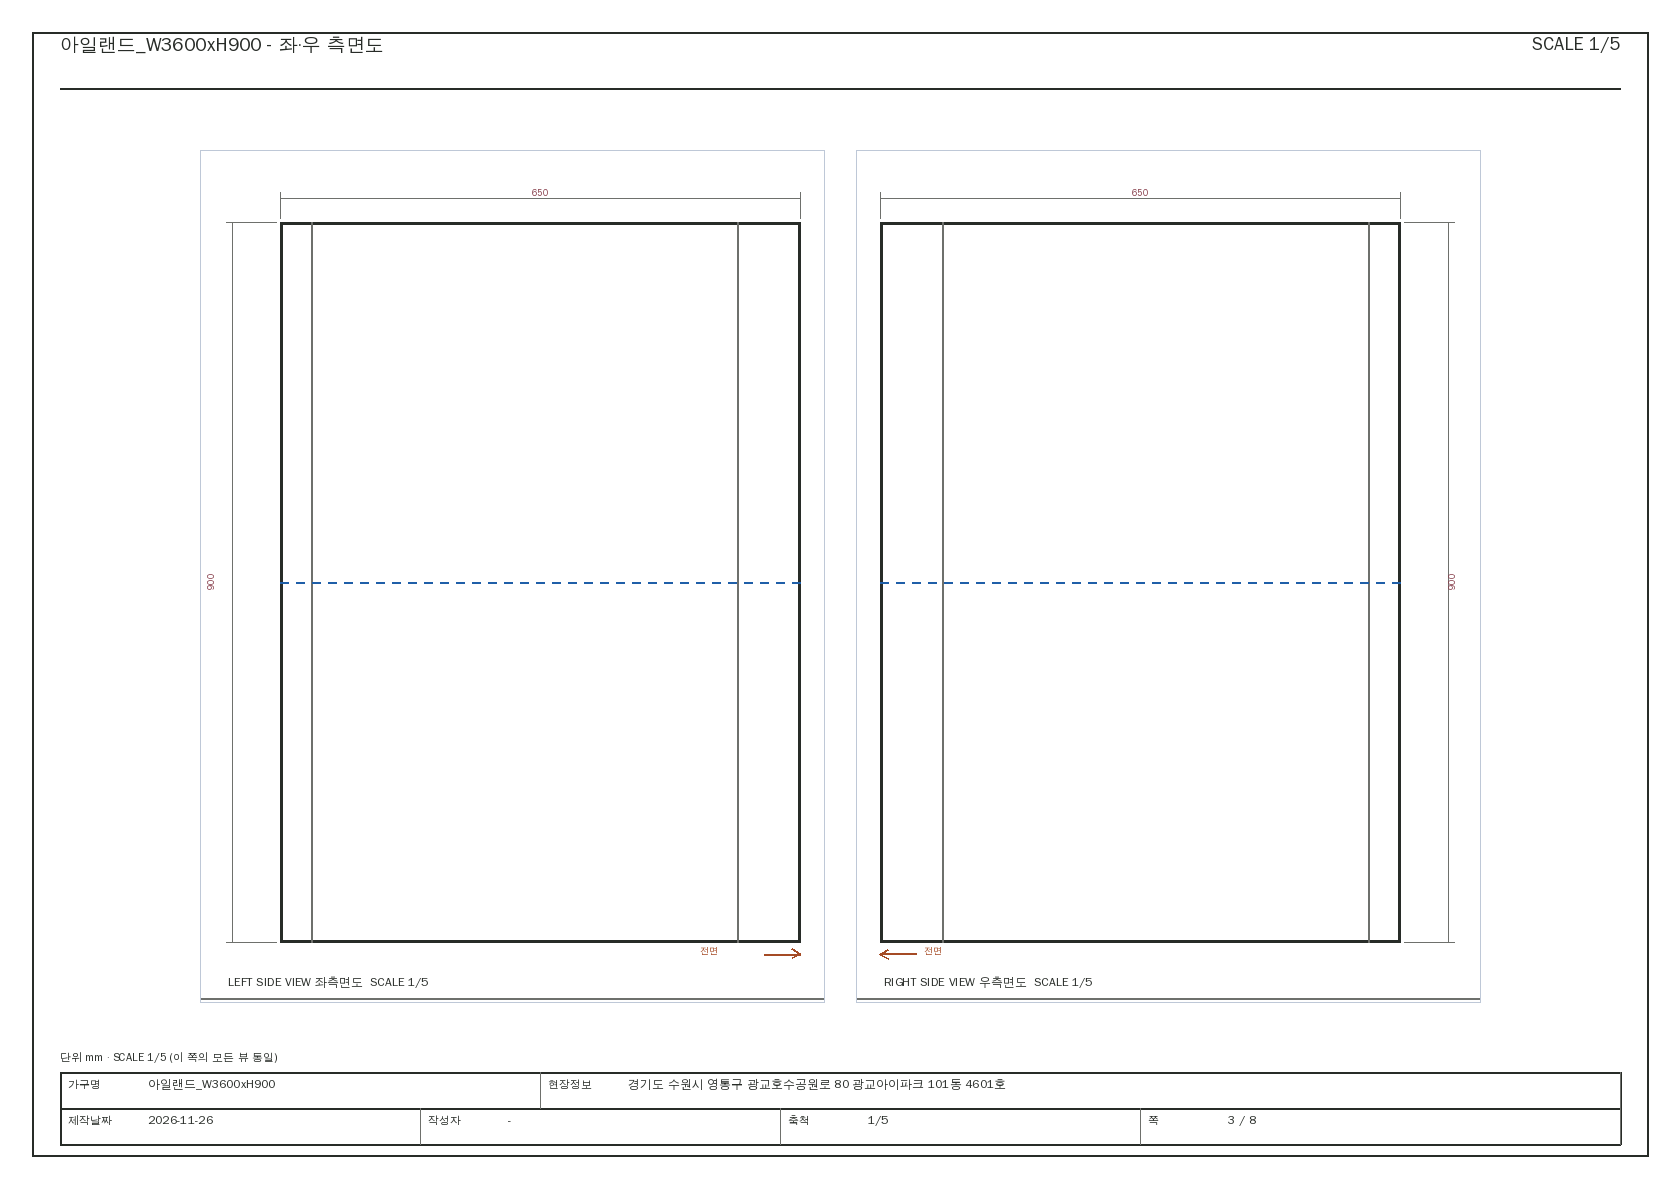 아일랜드_W3600xH900 - 좌·우 측면도
SCALE 1/5
650
650
900
900
전면
전면
LEFT SIDE VIEW 좌측면도 SCALE 1/5
RIGHT SIDE VIEW 우측면도 SCALE 1/5
단위 mm · SCALE 1/5 (이 쪽의 모든 뷰 통일)
가구명 아일랜드_W3600xH900 현장정보 경기도 수원시 영통구 광교호수공원로 80 광교아이파크 101동 4601호
제작날짜 2026-11-26 작성자 - 축척 1/5 쪽 3 / 8